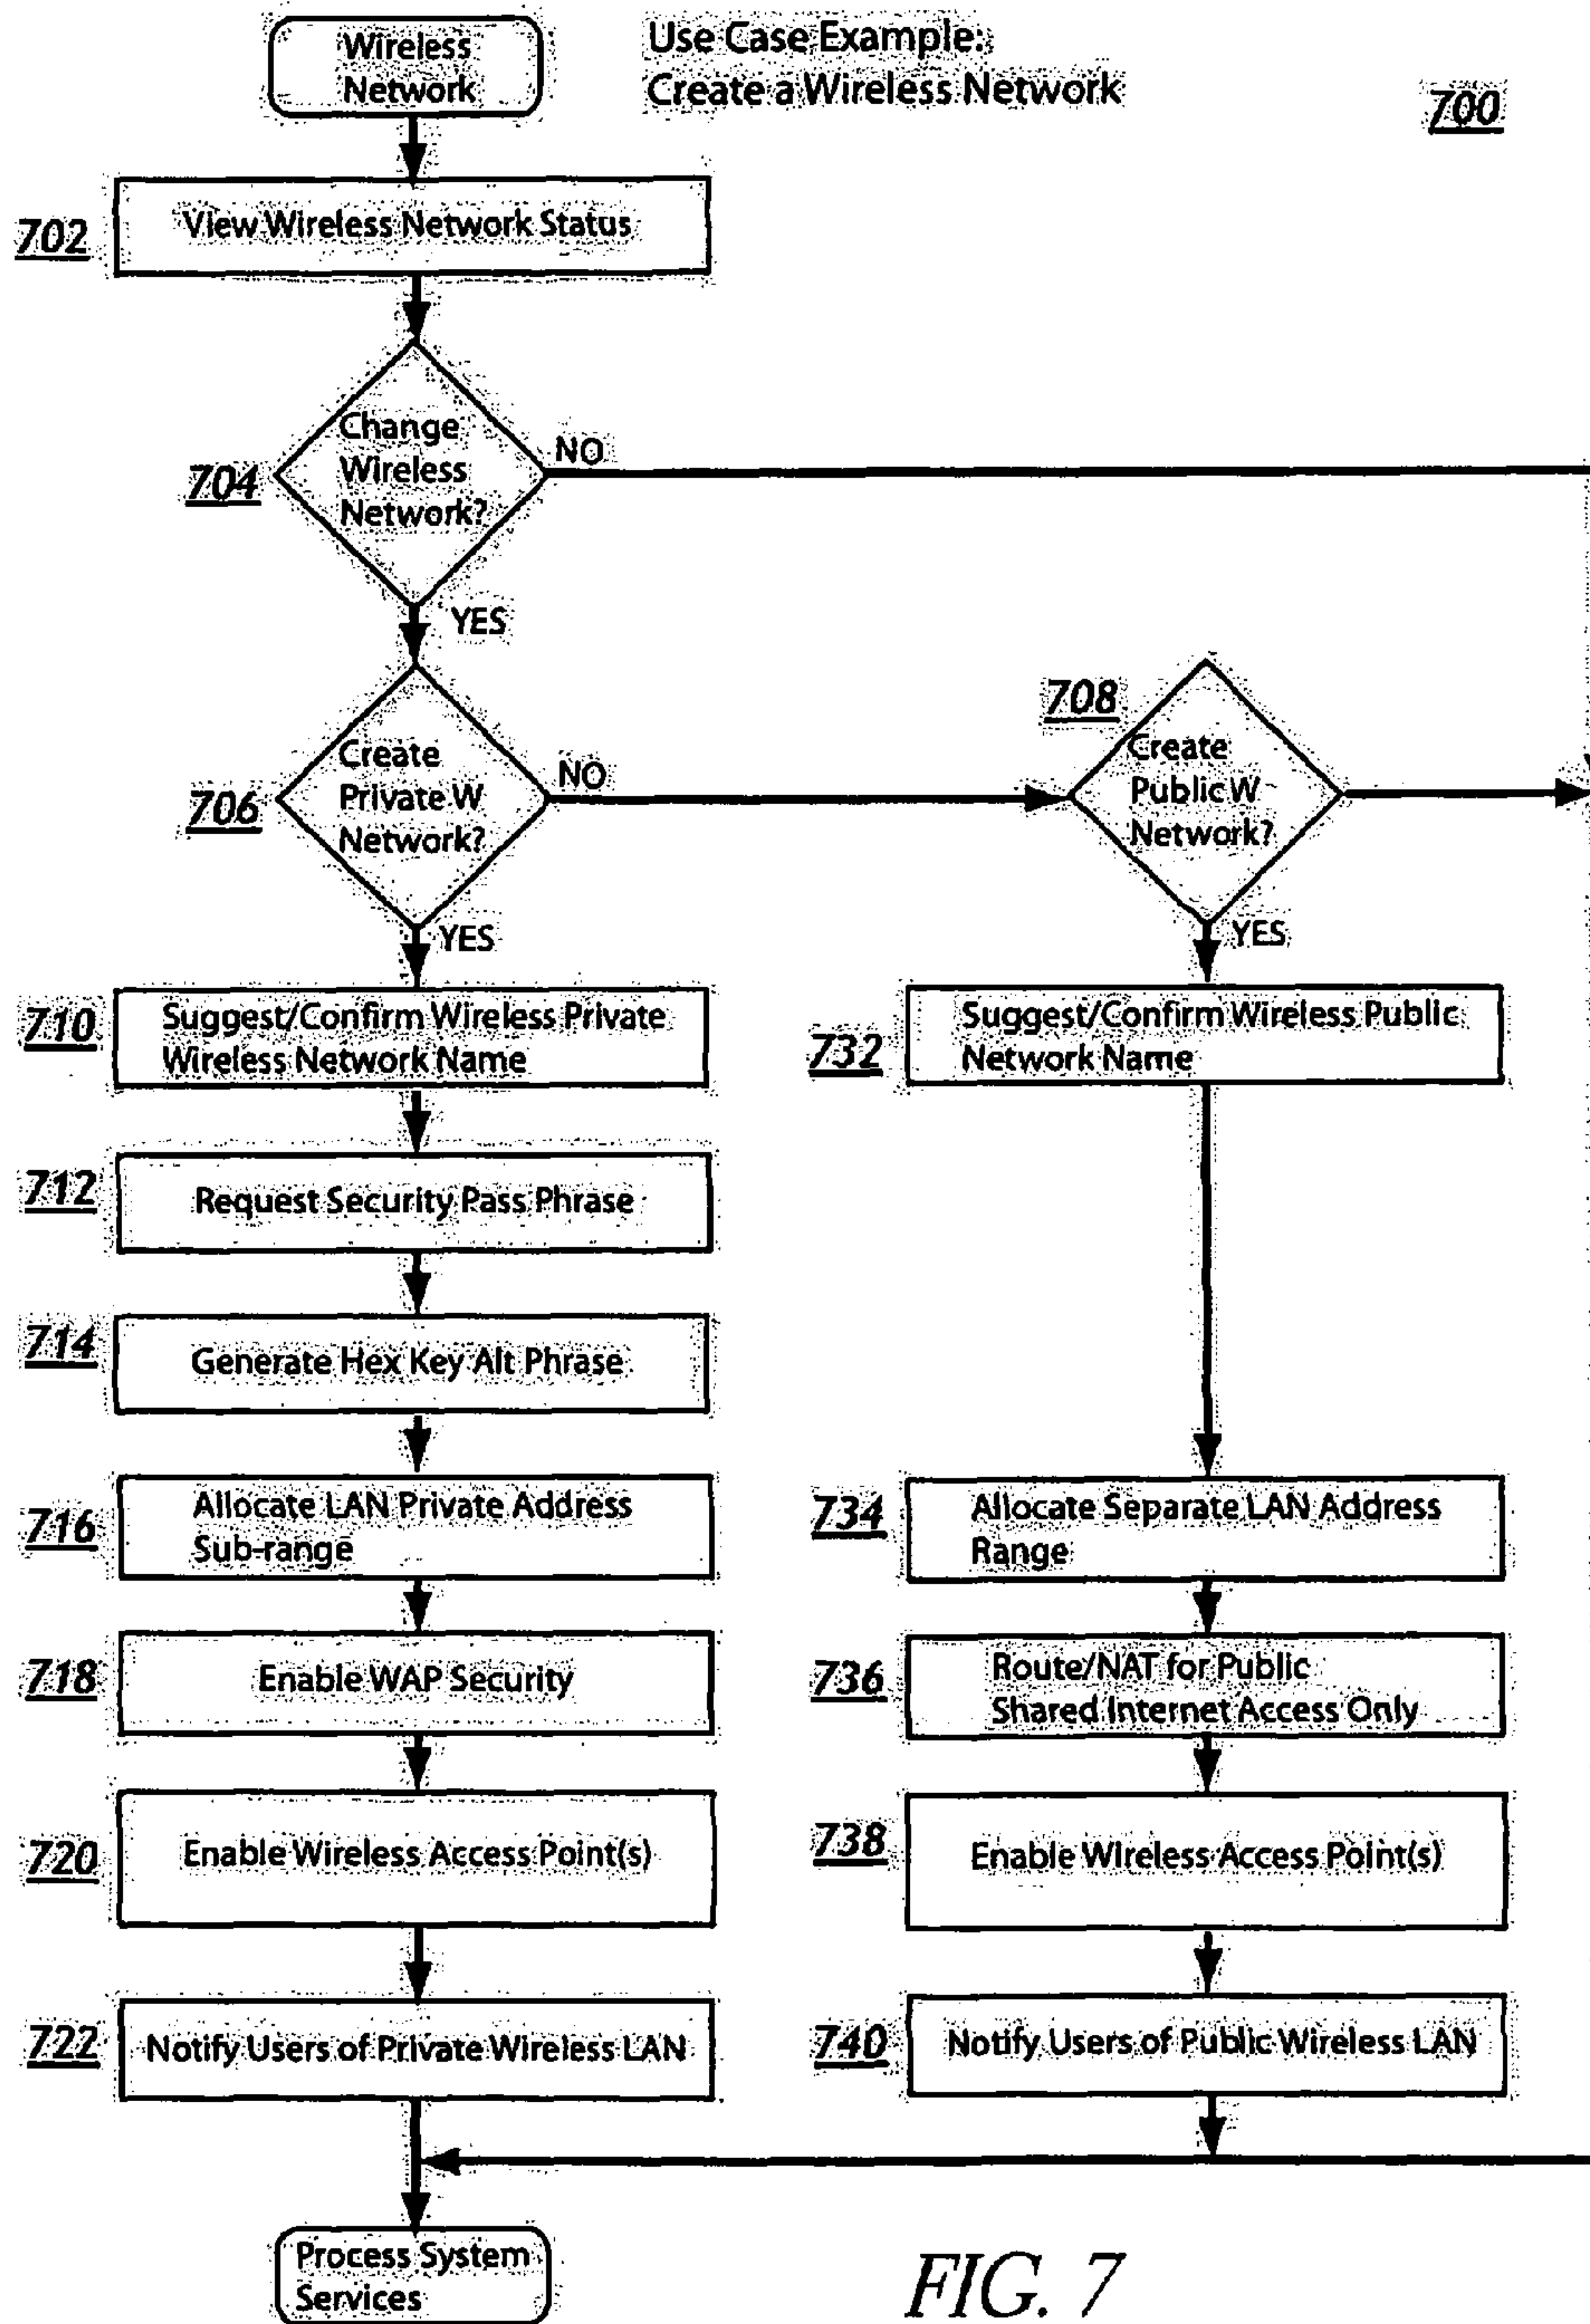 Wireless
Network
Use Case Example:
Create a Wireless Network
700
702
View Wireless Network Status
704
Change
Wireless
Network?
NO
YES
706
Create
Private W
Network?
NO
708
Create
Public W
Network?
YES
YES
710
Suggest/Confirm Wireless Private
Wireless Network Name
732
Suggest/Confirm Wireless Public
Network Name
712
Request Security Pass Phrase
714
Generate Hex Key Alt Phrase
716
Allocate LAN Private Address
Sub-range
734
Allocate Separate LAN Address
Range
718
Enable WAP Security
736
Route/NAT for Public
Shared Internet Access Only
720
Enable Wireless Access Point(s)
738
Enable Wireless Access Point(s)
722
Notify Users of Private Wireless LAN
740
Notify Users of Public Wireless LAN
Process System
Services
FIG. 7